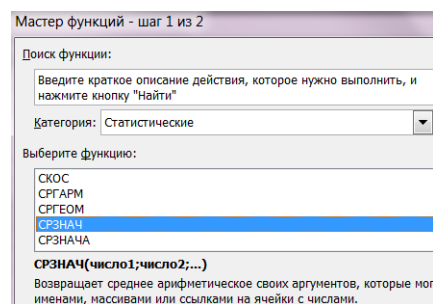 Мастер функций - шаг 1 из 2
Поиск функции:
Введите краткое описание действия, которое нужно выполнить, и
нажмите кнопку "Найти"
Категория: Статистические
Выберите функцию:
СКОС
СРГАРМ
СРГЕОМ
СРЗНАЧ
СРЗНАЧА
СРЗНАЧ(число1;число2;...)
Возвращает среднее арифметическое своих аргументов, которые
именами, массивами или ссылками на ячейки с числами.